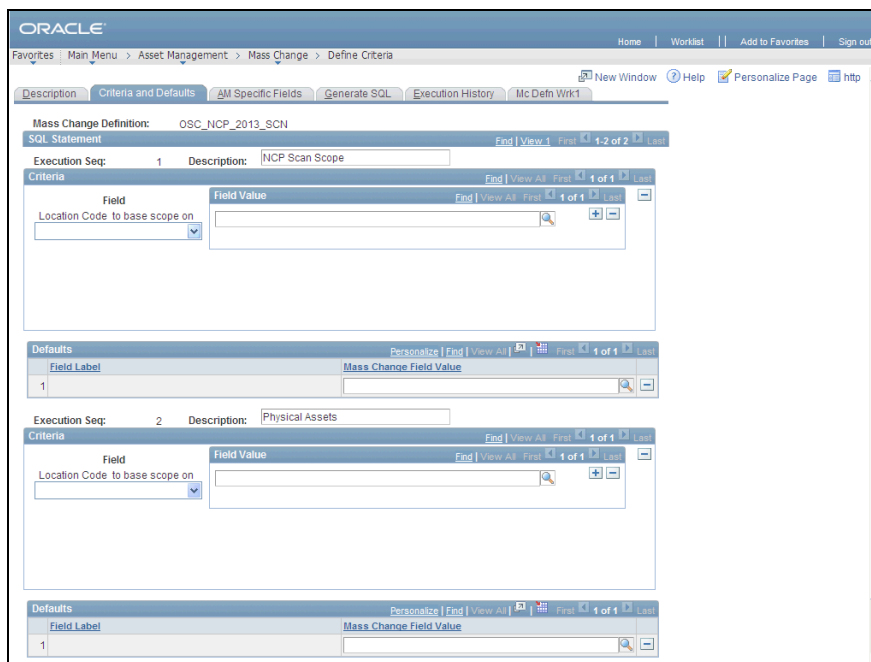 ORACLE
Home | Worklist || Add to Favorites | Sign out
Favorites Main Menu > Asset Management > Mass Change > Define Criteria
New Window Help Personalize Page http
Description Criteria and Defaults AM Specific Fields Generate SQL Execution History Mc Defn Wrk1
Mass Change Definition: OSC_NCP_2013_SCN
SQL Statement Find | View 1 First 1-2 of 2 Last
Execution Seq: 1 Description: NCP Scan Scope
Criteria Find | View All First 1 of 1 Last
Field Field Value Find | View All First 1 of 1 Last
Location Code to base scope on
Defaults Personalize | Find | View All | First 1 of 1 Last
Field Label Mass Change Field Value
1
Execution Seq: 2 Description: Physical Assets
Criteria Find | View All First 1 of 1 Last
Field Field Value Find | View All First 1 of 1 Last
Location Code to base scope on
Defaults Personalize | Find | View All | First 1 of 1 Last
Field Label Mass Change Field Value
1